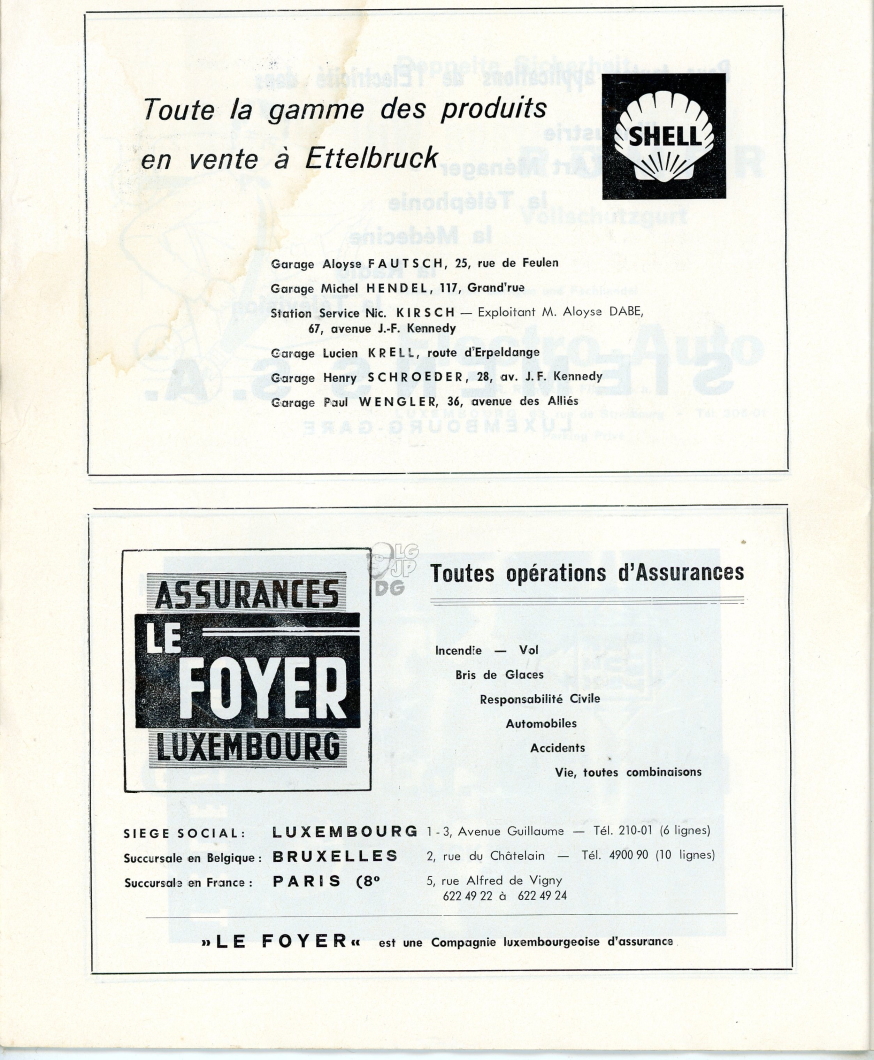 Toute la gamme des produits
en vente à Ettelbruck
SHELL
Garage Aloyse FAUTSCH, 25, rue de Feulen
Garage Michel HENDEL, 117, Grand'rue
Station Service Nic. KIRSCH — Exploitant M. Aloyse DABE,
67, avenue J.-F. Kennedy
Garage Lucien KRELL, route d'Erpeldange
Garage Henry SCHROEDER, 28, av. J. F. Kennedy
Garage Paul WENGLER, 36, avenue des Alliés
LG
JP
DG
ASSURANCES
LE
FOYER
LUXEMBOURG
Toutes opérations d'Assurances
Incendie — Vol
Bris de Glaces
Responsabilité Civile
Automobiles
Accidents
Vie, toutes combinaisons
SIEGE SOCIAL: LUXEMBOURG 1 - 3, Avenue Guillaume — Tél. 210-01 (6 lignes)
Succursale en Belgique : BRUXELLES 2, rue du Châtelain — Tél. 4900 90 (10 lignes)
Succursale en France : PARIS (8º 5, rue Alfred de Vigny
622 49 22 à 622 49 24
»LE FOYER« est une Compagnie luxembourgeoise d'assurance